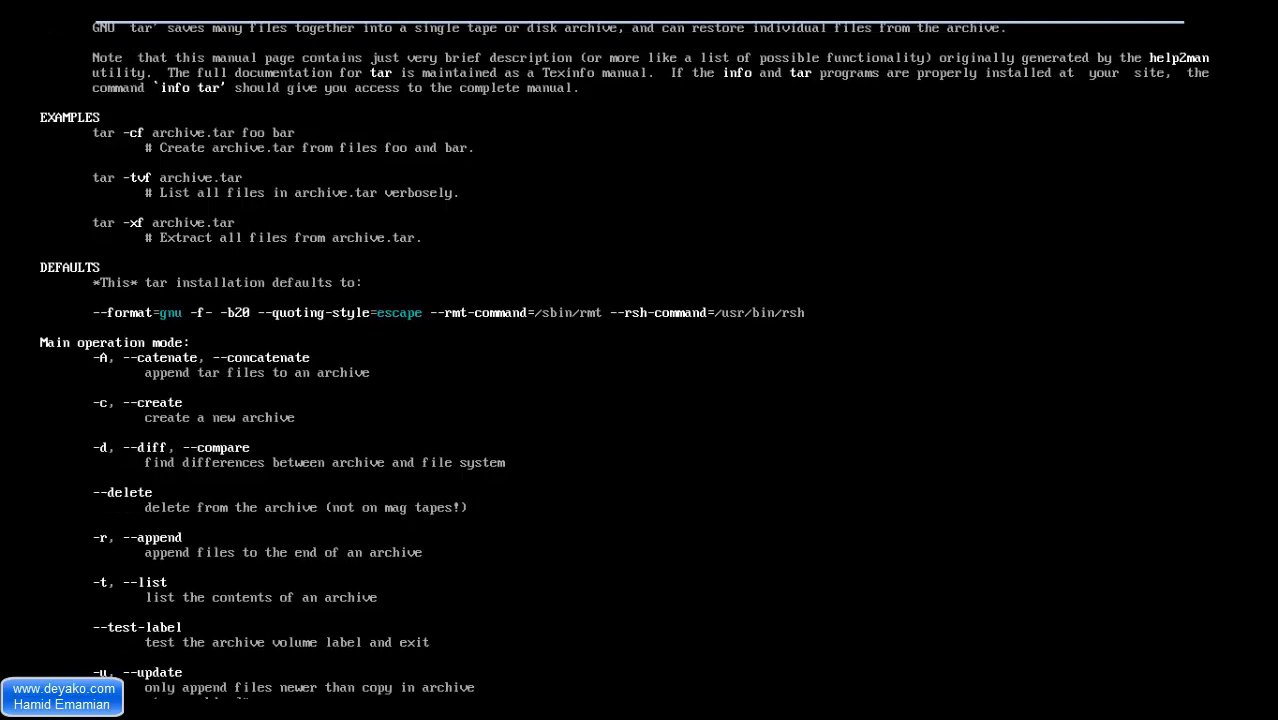 GNU `tar' saves many files together into a single tape or disk archive, and can restore individual files from the archive.
Note that this manual page contains just very brief description (or more like a list of possible functionality) originally generated by the help2man
utility. The full documentation for tar is maintained as a Texinfo manual. If the info and tar programs are properly installed at your site, the
command `info tar' should give you access to the complete manual.
EXAMPLES
tar -cf archive.tar foo bar
# Create archive.tar from files foo and bar.
tar -tvf archive.tar
# List all files in archive.tar verbosely.
tar -xf archive.tar
# Extract all files from archive.tar.
DEFAULTS
*This* tar installation defaults to:
--format=gnu -f- -b20 --quoting-style=escape --rmt-command=/sbin/rmt --rsh-command=/usr/bin/rsh
Main operation mode:
-A, --catenate, --concatenate
append tar files to an archive
-c, --create
create a new archive
-d, --diff, --compare
find differences between archive and file system
--delete
delete from the archive (not on mag tapes!)
-r, --append
append files to the end of an archive
-t, --list
list the contents of an archive
--test-label
test the archive volume label and exit
-u, --update
only append files newer than copy in archive
www.deyako.com
Hamid Emamian